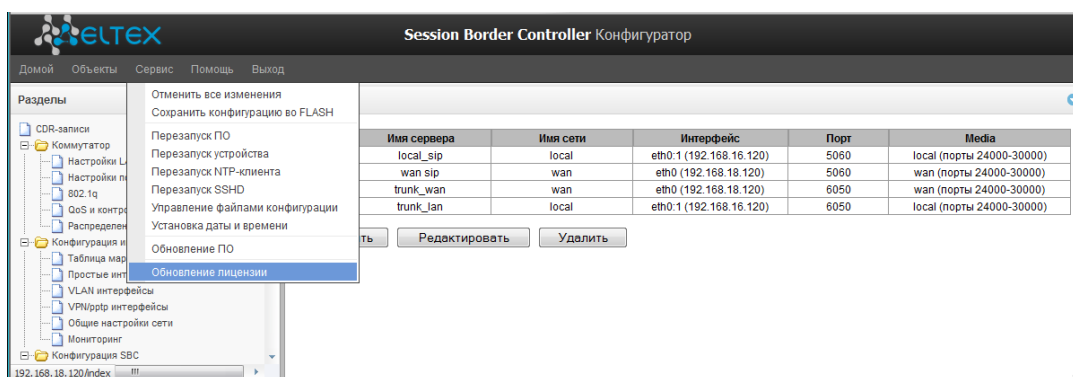 ELTEX
Session Border Controller Конфигуратор
Домой Объекты Сервис Помощь Выход
Разделы
CDR-записи
Коммутатор
Настройки
802.1q
QoS и
Конфигурация
Таблица
Простые
VLAN интерфейсы
VPN/pptp интерфейсы
Общие настройки сети
Мониторинг
Конфигурация SBC
192.168.18.120/index
Отменить все изменения
Сохранить конфигурацию во FLASH
Перезапуск ПО
Перезапуск устройства
Перезапуск NTP-клиента
Перезапуск SSHD
Управление файлами конфигурации
Установка даты и времени
Обновление ПО
Обновление лицензии
Имя сервера Имя сети Интерфейс Порт Media
local_sip local eth0:1 (192.168.16.120) 5060 local (порты 24000-30000)
wan sip wan eth0 (192.168.18.120) 5060 wan (порты 24000-30000)
trunk_wan wan eth0 (192.168.18.120) 6050 wan (порты 24000-30000)
trunk_lan local eth0:1 (192.168.16.120) 6050 local (порты 24000-30000)
Редактировать Удалить